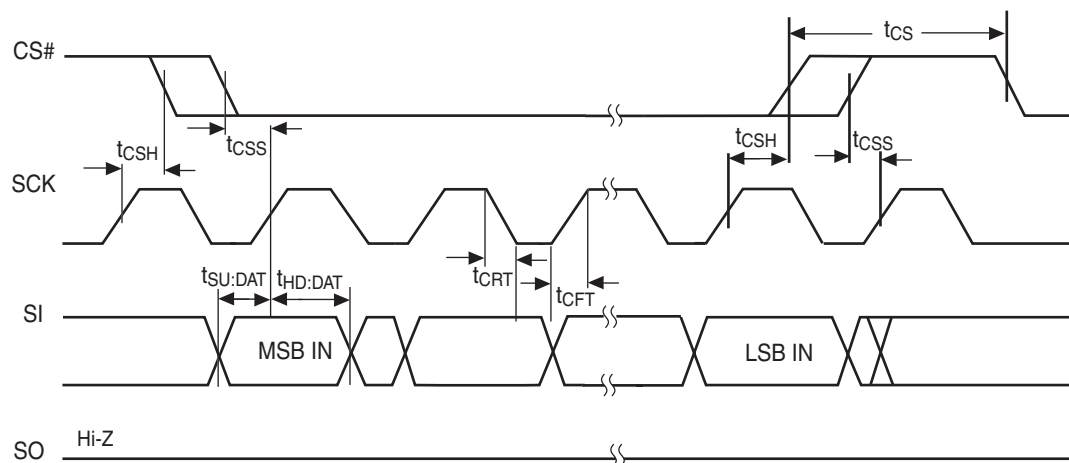 tCS
CS#
tCSH
tCSS
tCSH
tCSS
SCK
tSU:DAT
tHD:DAT
tCRT
tCFT
SI
MSB IN
LSB IN
Hi-Z
SO